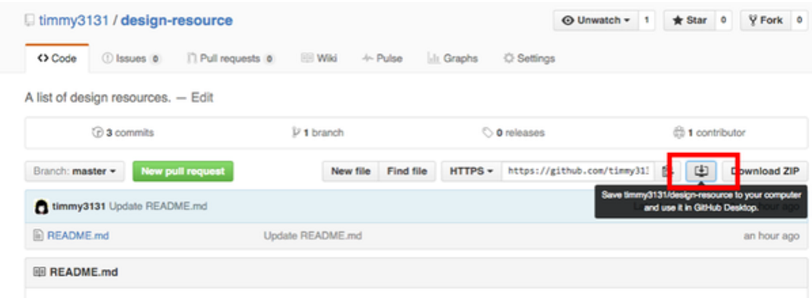 timmy3131 / design-resource Unwatch 1 Star 0 Fork 0
Code Issues 0 Pull requests 0 Wiki Pulse Graphs Settings
A list of design resources. — Edit
3 commits 1 branch 0 releases 1 contributor
Branch: master New pull request New file Find file HTTPS https://github.com/timmy31 Download ZIP
Save timmy3131/design-resource to your computer
and use it in GitHub Desktop.
timmy3131 Update README.md hour ago
README.md Update README.md an hour ago
README.md